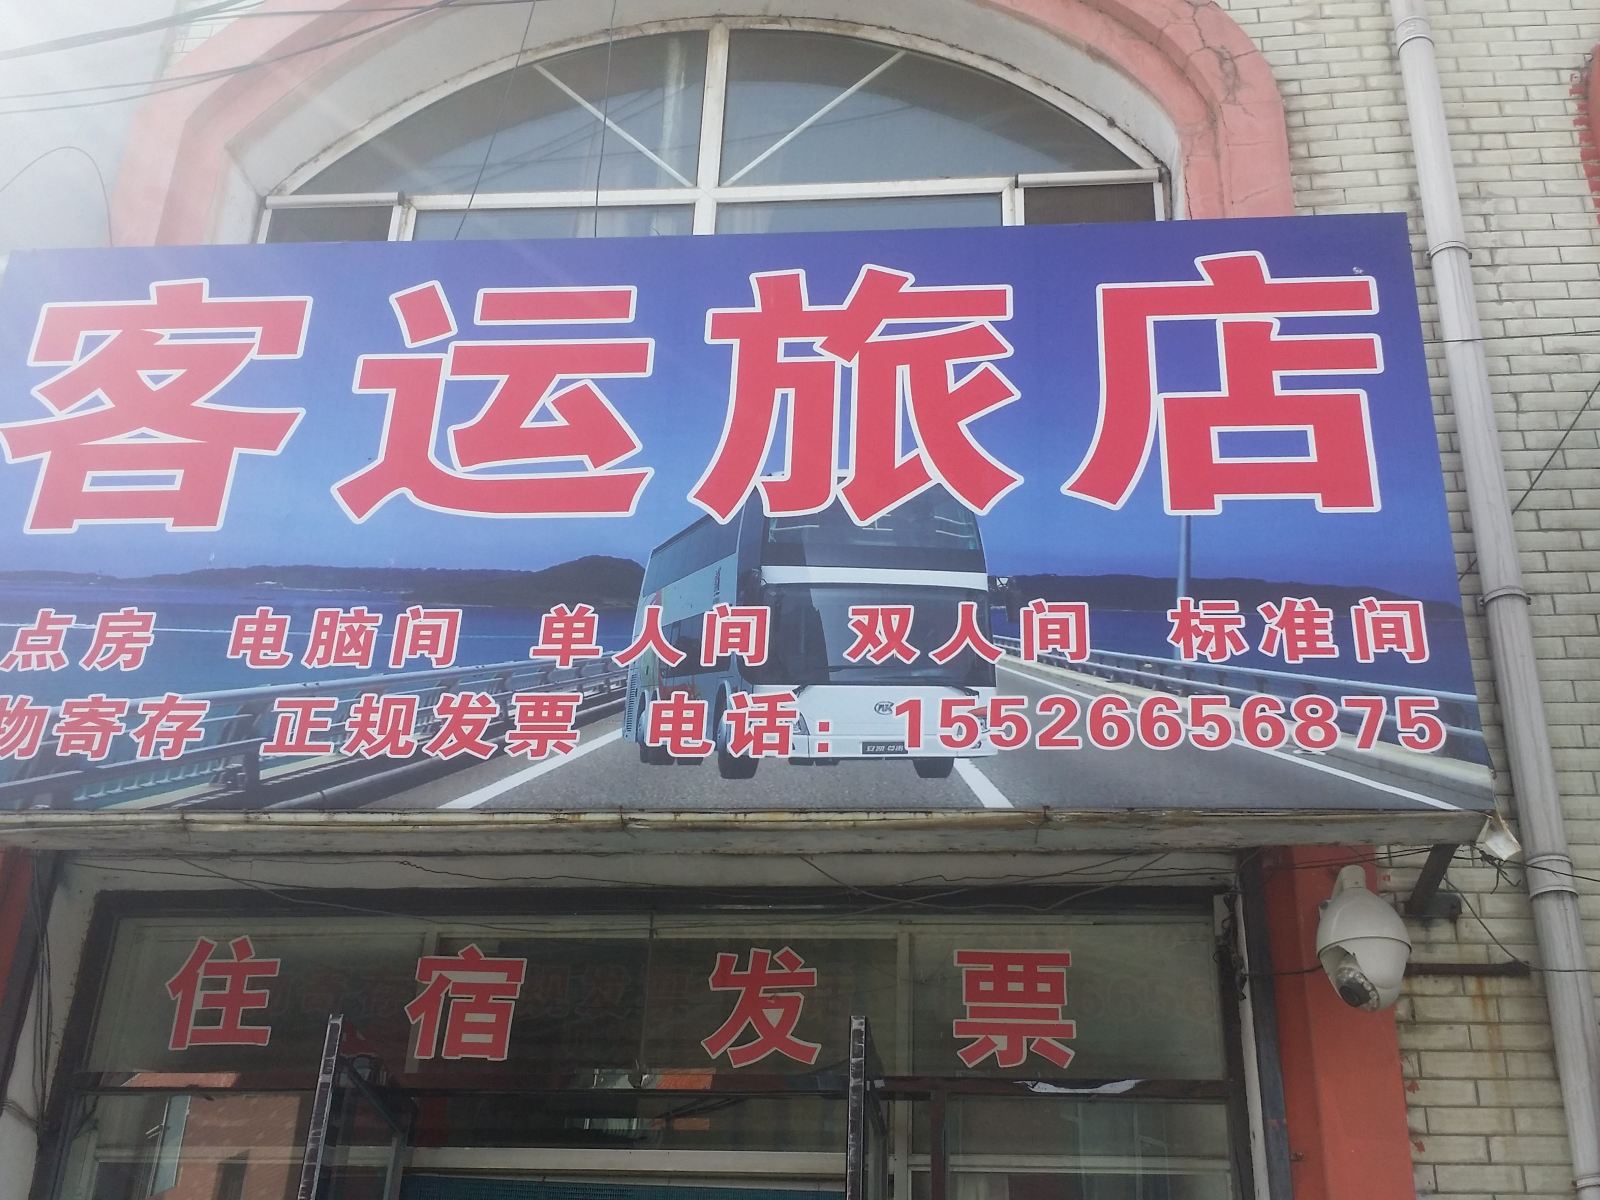 客运旅店
点房 电脑间 单人间 双人间 标准间
物寄存 正规发票 电话：15526656875
住宿发票